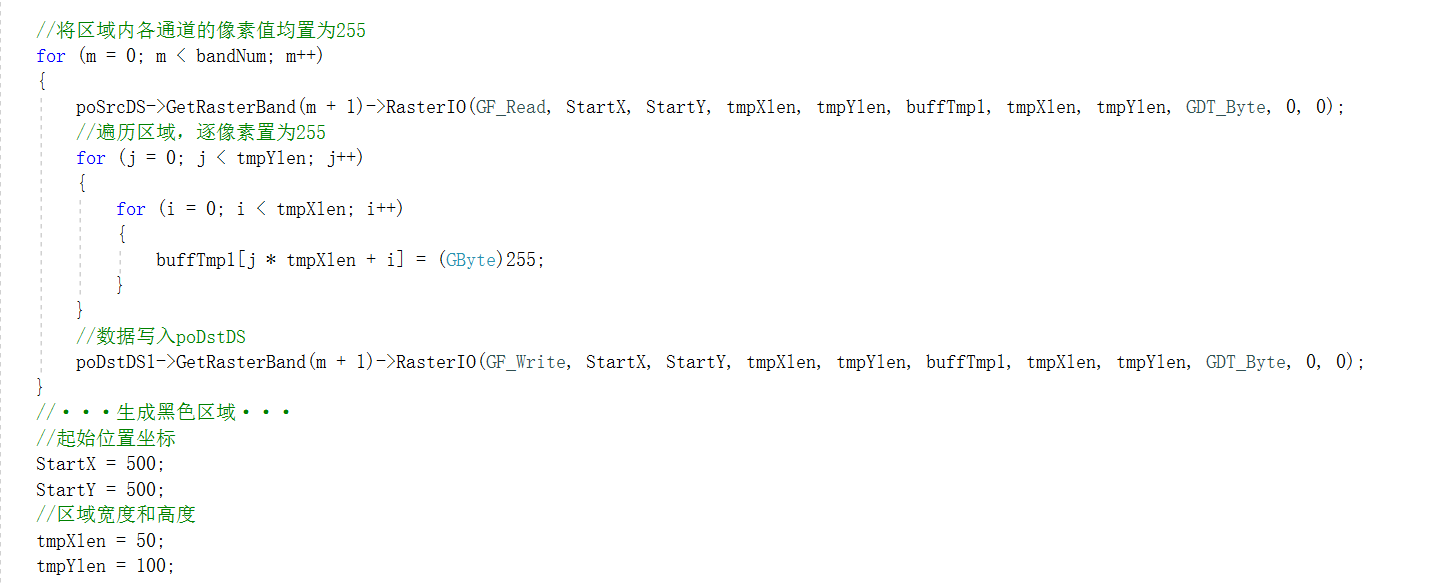 //将区域内各通道的像素值均置为255
for (m = 0; m < bandNum; m++)
{
poSrcDS->GetRasterBand(m + 1)->RasterIO(GF_Read, StartX, StartY, tmpXlen, tmpYlen, buffTmp1, tmpXlen, tmpYlen, GDT_Byte, 0, 0);
//遍历区域，逐像素置为255
for (j = 0; j < tmpYlen; j++)
{
for (i = 0; i < tmpXlen; i++)
{
buffTmp1[j * tmpXlen + i] = (GByte)255;
}
}
//数据写入poDstDS
poDstDS1->GetRasterBand(m + 1)->RasterIO(GF_Write, StartX, StartY, tmpXlen, tmpYlen, buffTmp1, tmpXlen, tmpYlen, GDT_Byte, 0, 0);
}
//···生成黑色区域···
//起始位置坐标
StartX = 500;
StartY = 500;
//区域宽度和高度
tmpXlen = 50;
tmpYlen = 100;